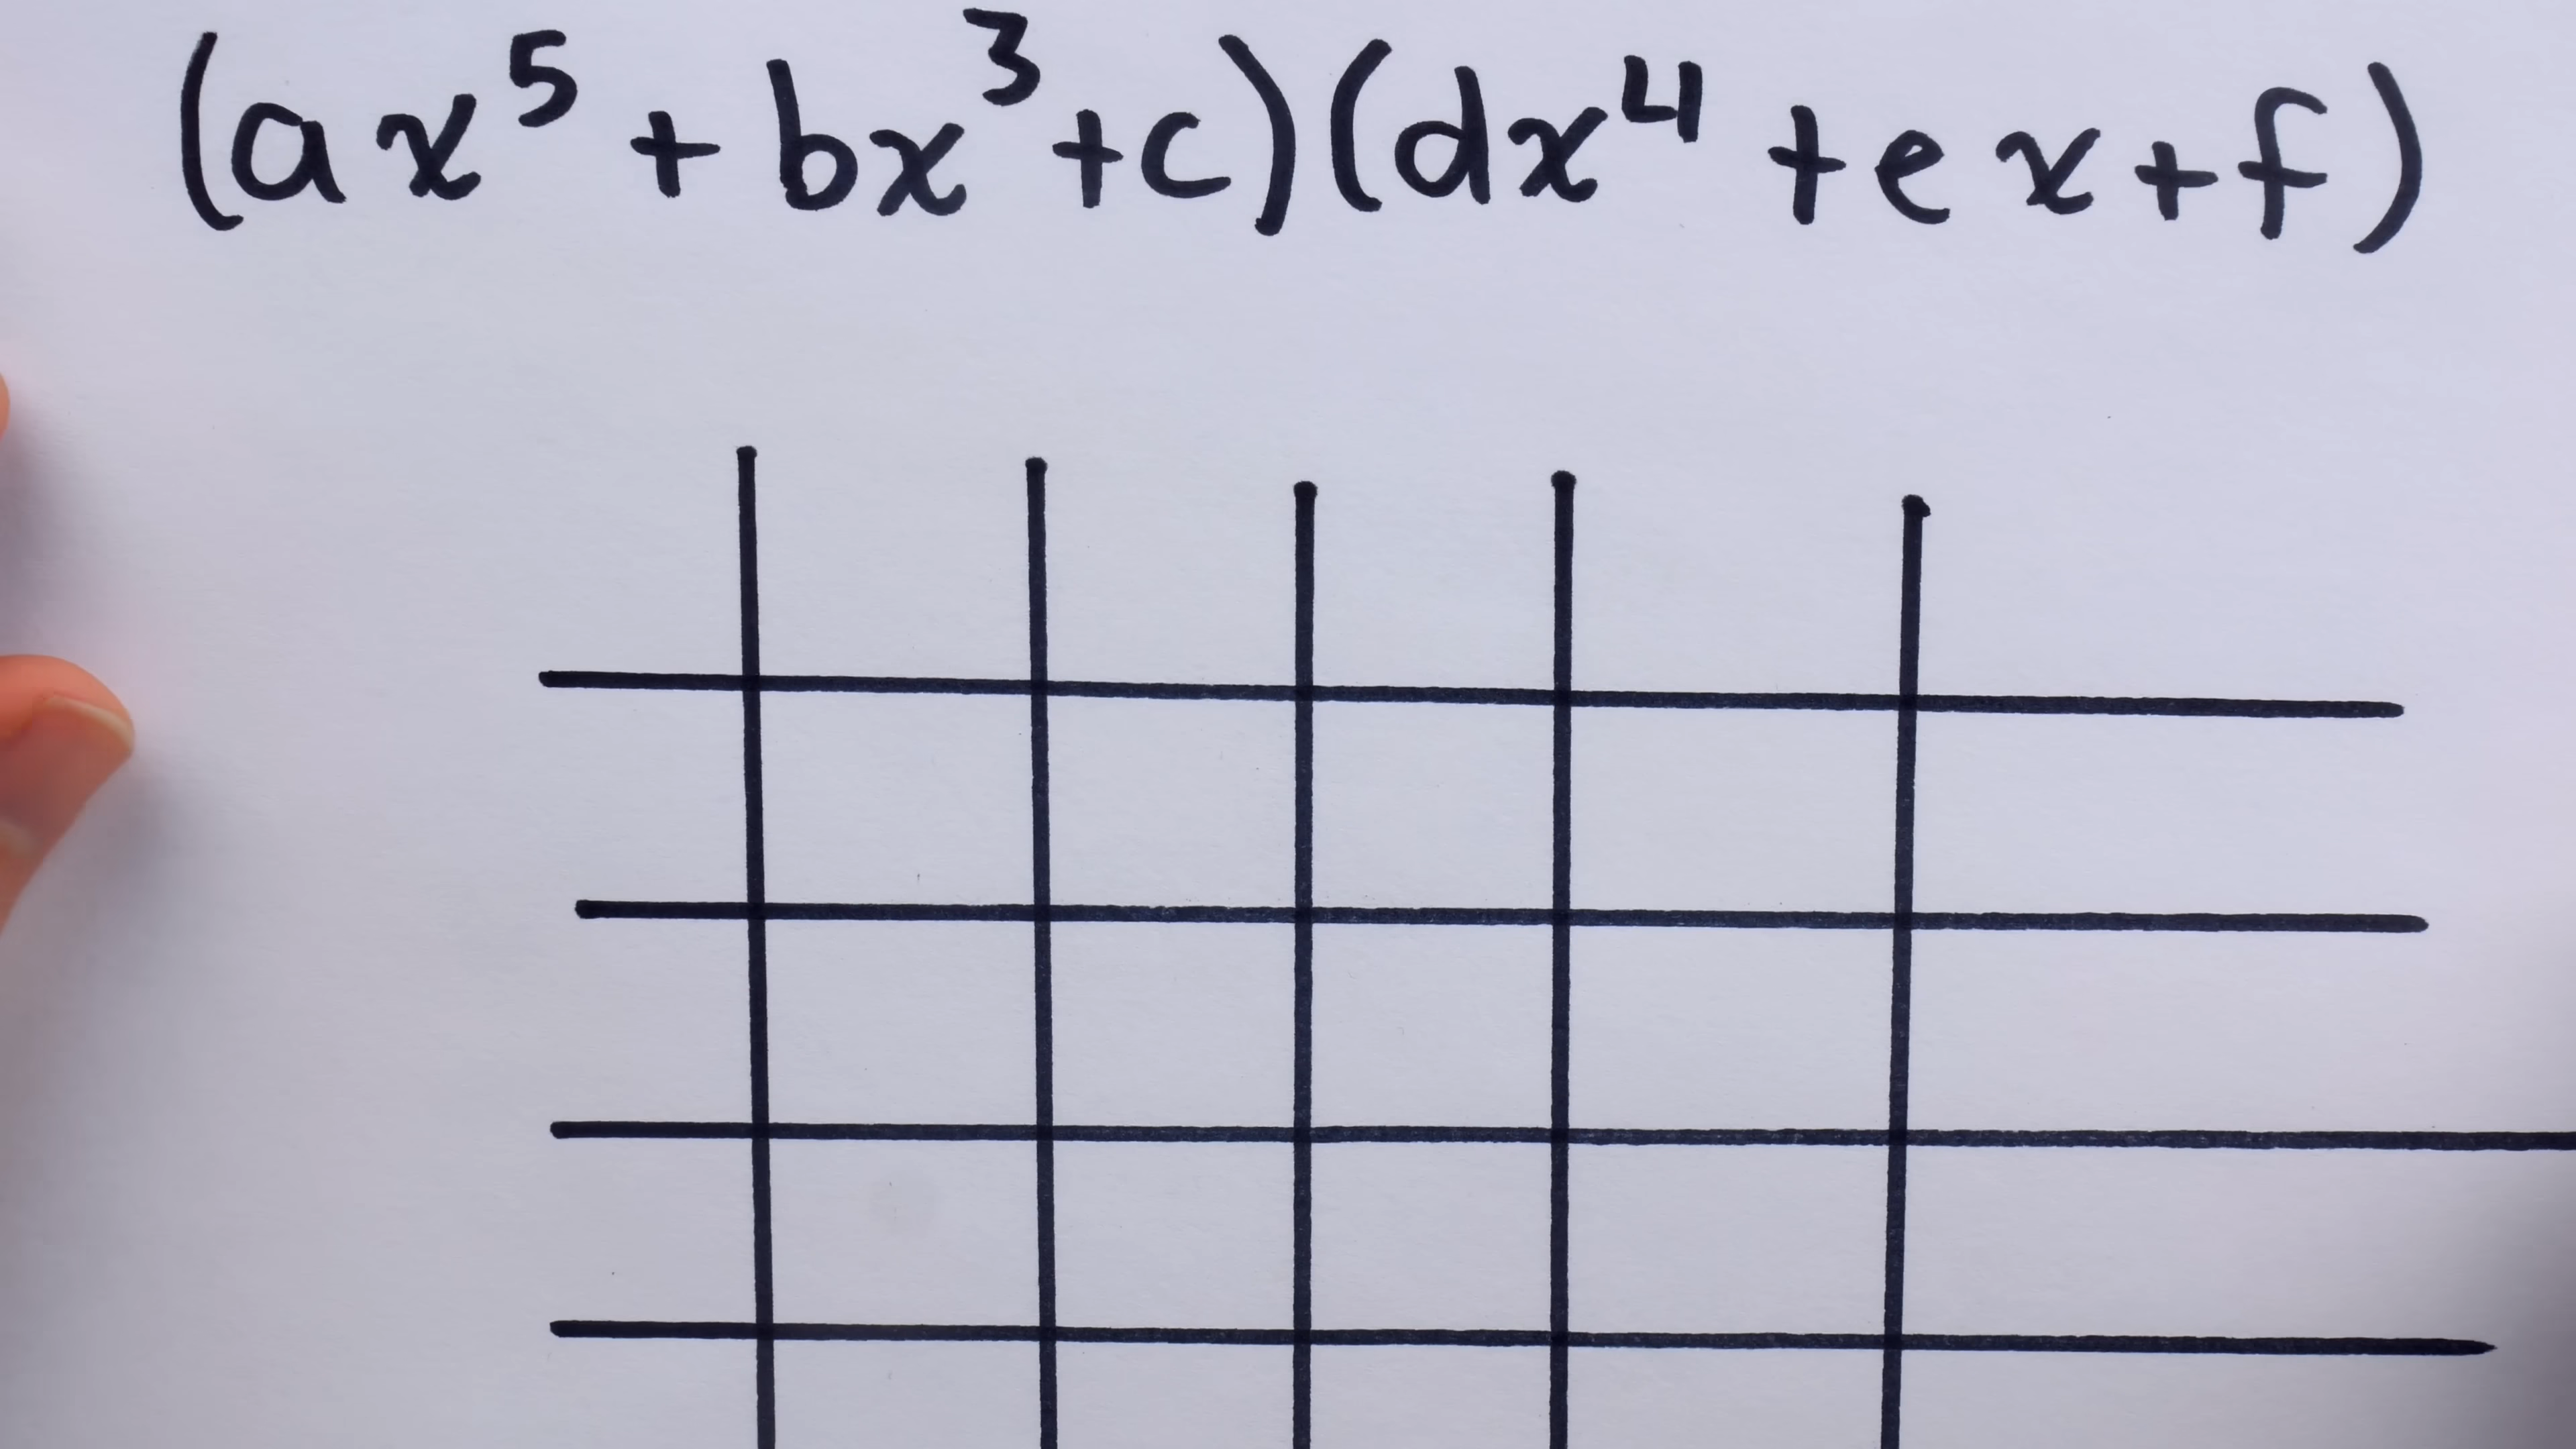 (ax⁵ + bx³ + c)(dx⁴ + ex + f)